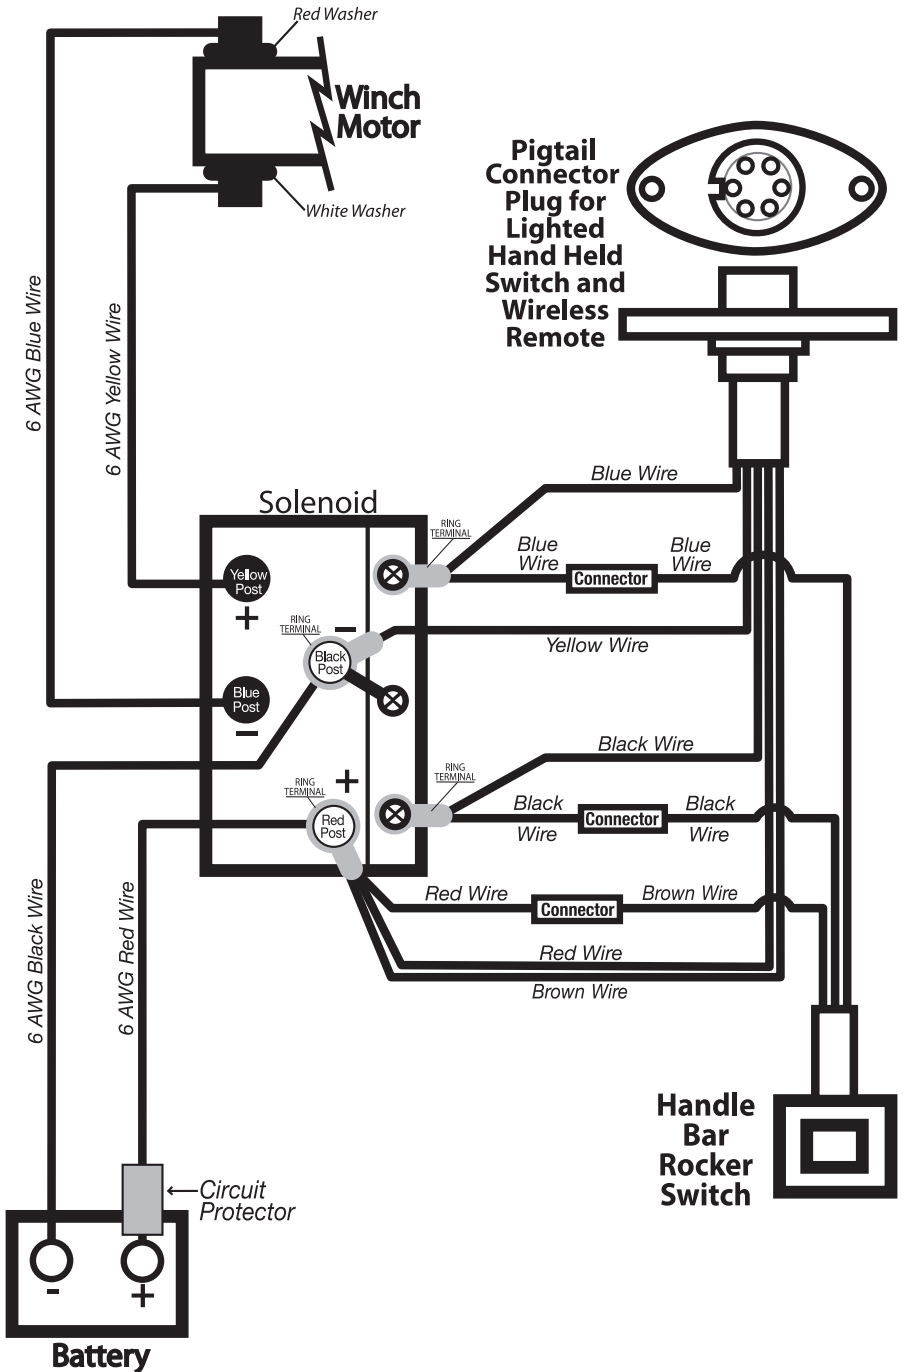 Red Washer
Winch
Motor
White Washer
Pigtail
Connector
Plug for
Lighted
Hand Held
Switch and
Wireless
Remote
6 AWG Blue Wire
6 AWG Yellow Wire
Solenoid
Blue Wire
RING
TERMINAL
Blue
Wire
Connector
Blue
Wire
Yellow
Post
+
RING
TERMINAL
−
Black
Post
Yellow Wire
Blue
Post
−
Black Wire
RING
TERMINAL
+
RING
TERMINAL
Red
Post
Black
Wire
Connector
Black
Wire
Red Wire
Connector
Brown Wire
Red Wire
Brown Wire
6 AWG Black Wire
6 AWG Red Wire
Handle
Bar
Rocker
Switch
Circuit
Protector
-
+
Battery